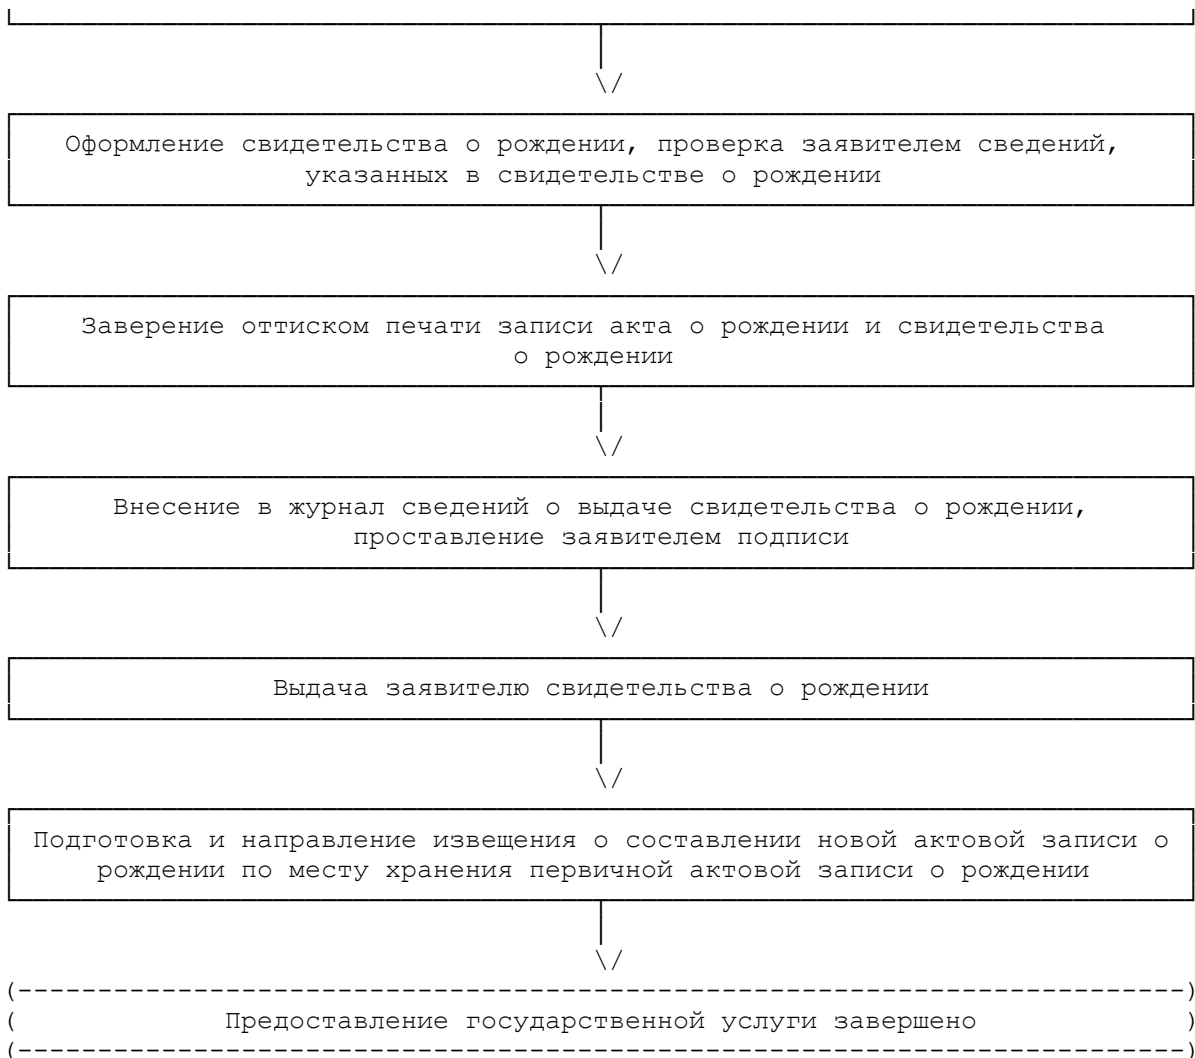 Оформление свидетельства о рождении, проверка заявителем сведений,
указанных в свидетельстве о рождении
Заверение оттиском печати записи акта о рождении и свидетельства
о рождении
Внесение в журнал сведений о выдаче свидетельства о рождении,
проставление заявителем подписи
Выдача заявителю свидетельства о рождении
Подготовка и направление извещения о составлении новой актовой записи о
рождении по месту хранения первичной актовой записи о рождении
Предоставление государственной услуги завершено